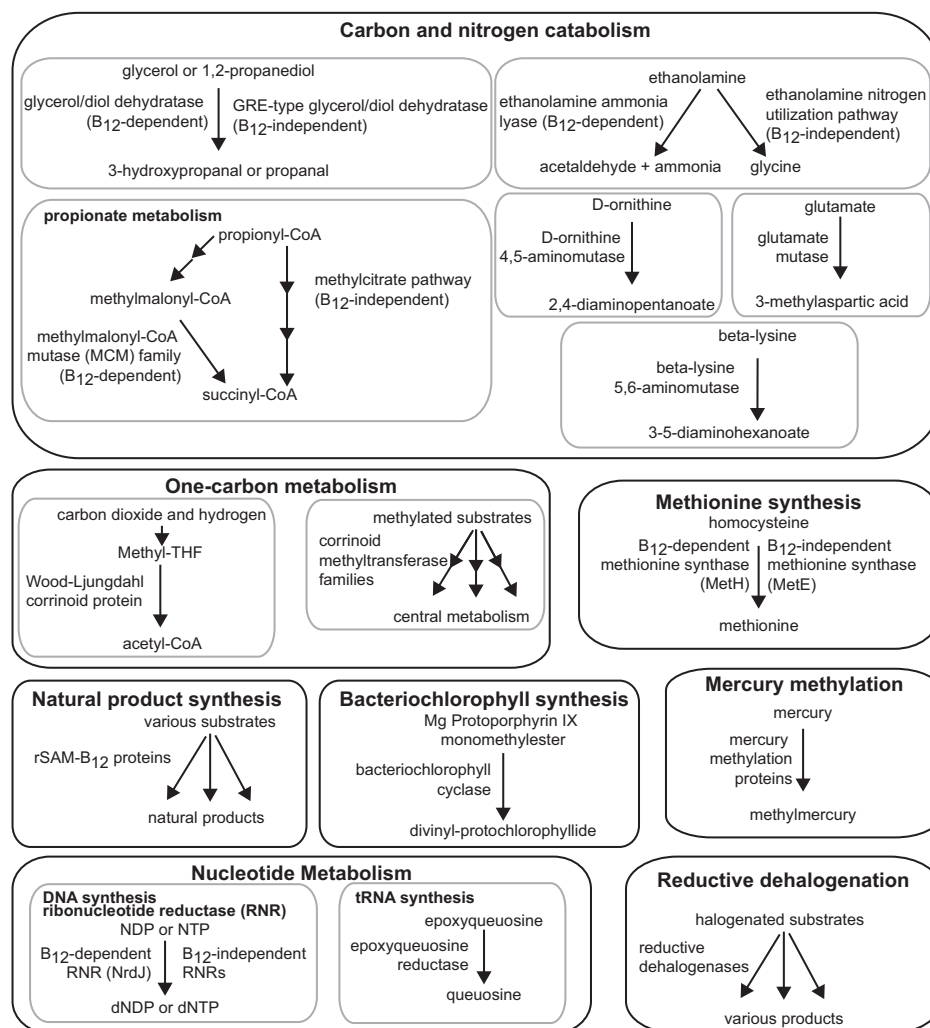 Carbon and nitrogen catabolism
glycerol or 1,2-propanediol
glycerol/diol dehydratase
(B12-dependent)
GRE-type glycerol/diol dehydratase
(B12-independent)
3-hydroxypropanal or propanal
ethanolamine
ethanolamine ammonia
lyase (B12-dependent)
ethanolamine nitrogen
utilization pathway
(B12-independent)
acetaldehyde + ammonia
glycine
propionate metabolism
propionyl-CoA
methylmalonyl-CoA
methylcitrate pathway
(B12-independent)
methylmalonyl-CoA
mutase (MCM) family
(B12-dependent)
succinyl-CoA
D-ornithine
D-ornithine
4,5-aminomutase
2,4-diaminopentanoate
glutamate
glutamate
mutase
3-methylaspartic acid
beta-lysine
beta-lysine
5,6-aminomutase
3-5-diaminohexanoate
One-carbon metabolism
carbon dioxide and hydrogen
Methyl-THF
Wood-Ljungdahl
corrinoid protein
acetyl-CoA
methylated substrates
corrinoid
methyltransferase
families
central metabolism
Methionine synthesis
homocysteine
B12-dependent
methionine synthase
(MetH)
B12-independent
methionine synthase
(MetE)
methionine
Natural product synthesis
various substrates
rSAM-B12 proteins
natural products
Bacteriochlorophyll synthesis
Mg Protoporphyrin IX
monomethylester
bacteriochlorophyll
cyclase
divinyl-protochlorophyllide
Mercury methylation
mercury
mercury
methylation
proteins
methylmercury
Nucleotide Metabolism
DNA synthesis
ribonucleotide reductase (RNR)
NDP or NTP
B12-dependent
RNR (NrdJ)
B12-independent
RNRs
dNDP or dNTP
tRNA synthesis
epoxyqueuosine
epoxyqueuosine
reductase
queuosine
Reductive dehalogenation
halogenated substrates
reductive
dehalogenases
various products